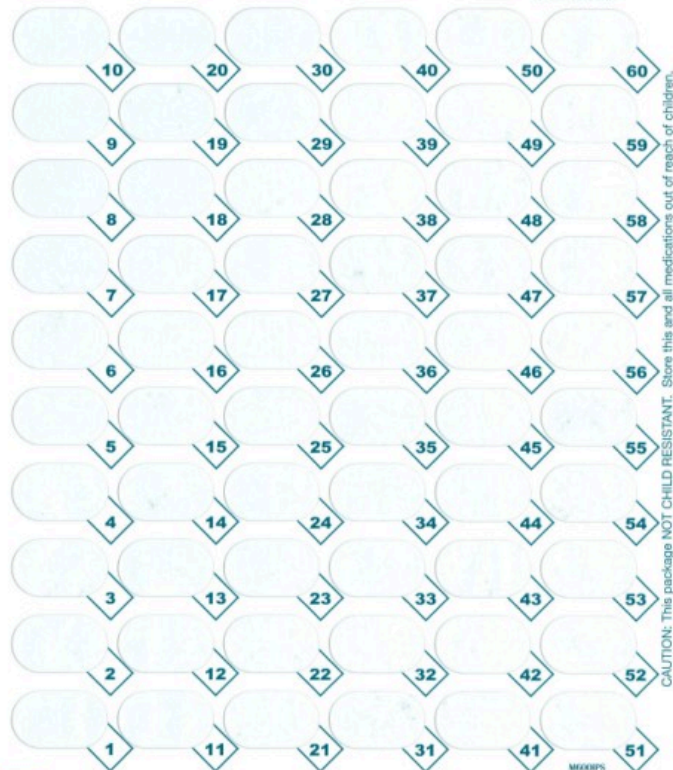 10 20 30 40 50 60
9 19 29 39 49 59
8 18 28 38 48 58
7 17 27 37 47 57
6 16 26 36 46 56
5 15 25 35 45 55
4 14 24 34 44 54
3 13 23 33 43 53
2 12 22 32 42 52
1 11 21 31 41 51
CAUTION: This package NOT CHILD RESISTANT. Store this and all medications out of reach of children.